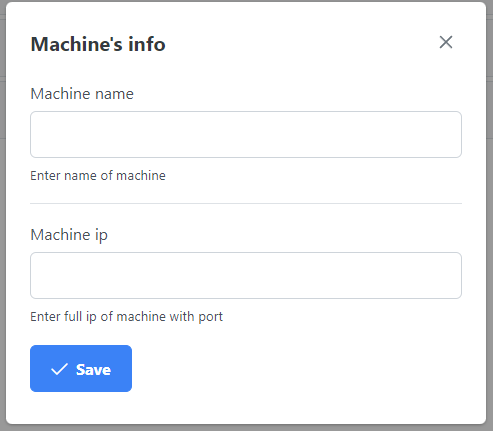 Machine's info
Machine name
Enter name of machine
Machine ip
Enter full ip of machine with port
Save